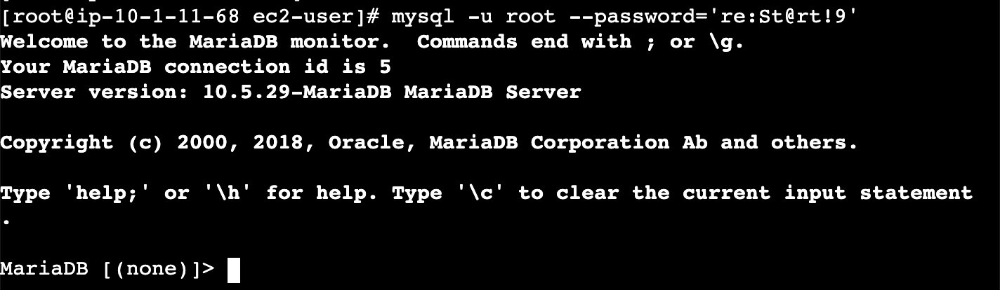 [root@ip-10-1-11-68 ec2-user]# mysql -u root --password='re:St@rt!9'
Welcome to the MariaDB monitor.  Commands end with ; or \g.
Your MariaDB connection id is 5
Server version: 10.5.29-MariaDB MariaDB Server

Copyright (c) 2000, 2018, Oracle, MariaDB Corporation Ab and others.

Type 'help;' or '\h' for help. Type '\c' to clear the current input statement
.

MariaDB [(none)]>